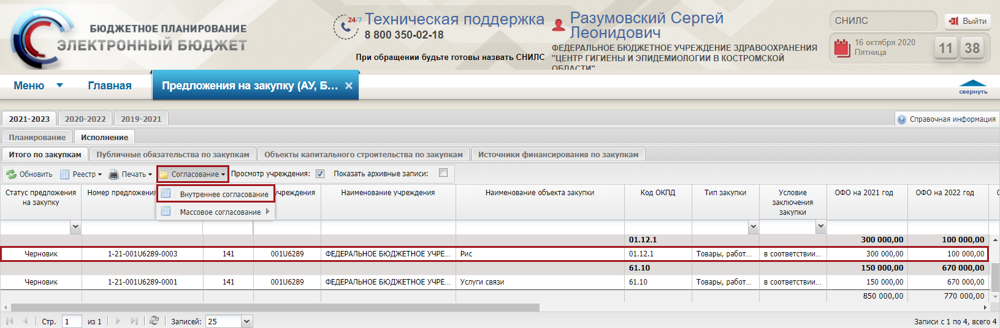 БЮДЖЕТНОЕ ПЛАНИРОВАНИЕ
ЭЛЕКТРОННЫЙ БЮДЖЕТ
24/7
Техническая поддержка
8 800 350-02-18
При обращении будьте готовы назвать СНИЛС
Разумовский Сергей
Леонидович
ФЕДЕРАЛЬНОЕ БЮДЖЕТНОЕ УЧРЕЖДЕНИЕ ЗДРАВООХРАНЕНИЯ
"ЦЕНТР ГИГИЕНЫ И ЭПИДЕМИОЛОГИИ В КОСТРОМСКОЙ
ОБЛАСТИ"
СНИЛС
Выйти
16 октября 2020
Пятница
11 38
Меню Главная Предложения на закупку (АУ, Б... свернуть
2021-2023 2020-2022 2019-2021 Справочная информация
Планирование Исполнение
Итого по закупкам Публичные обязательства по закупкам Объекты капитального строительства по закупкам Источники финансирования по закупкам
Обновить Реестр Печать Согласование Просмотр учреждения: Показать архивные записи:
Внутреннее согласование
Массовое согласование
Статус предложения
на закупку
Номер предложения
учреждения
Наименование учреждения
Наименование объекта закупки
Код ОКПД
Тип закупки
Условие
заключения
закупки
ОФО на 2021 год
ОФО на 2022 год
01.12.1 300 000,00 100 000,00
Черновик 1-21-001U6289-0003 141 001U6289 ФЕДЕРАЛЬНОЕ БЮДЖЕТНОЕ УЧРЕ... Рис 01.12.1 Товары, работ... в соответствии... 300 000,00 100 000,00
61.10 150 000,00 670 000,00
Черновик 1-21-001U6289-0001 141 001U6289 ФЕДЕРАЛЬНОЕ БЮДЖЕТНОЕ УЧРЕ... Услуги связи 61.10 Товары, работ... в соответствии... 150 000,00 670 000,00
850 000,00 770 000,00
Стр. 1 из 1 Записей: 25 Записи с 1 по 4, всего 4